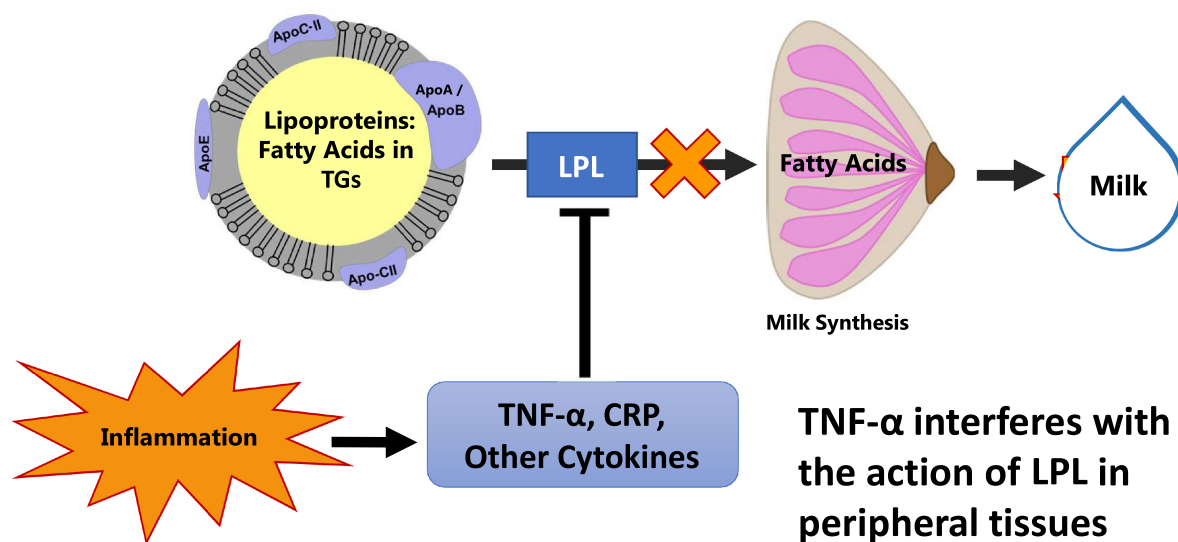 ApoC-II
ApoA /
ApoB
ApoE
Lipoproteins:
Fatty Acids in
TGs
Apo-CII
LPL
Fatty Acids
Milk
Milk Synthesis
Inflammation
TNF-α, CRP,
Other Cytokines
TNF-α interferes with
the action of LPL in
peripheral tissues